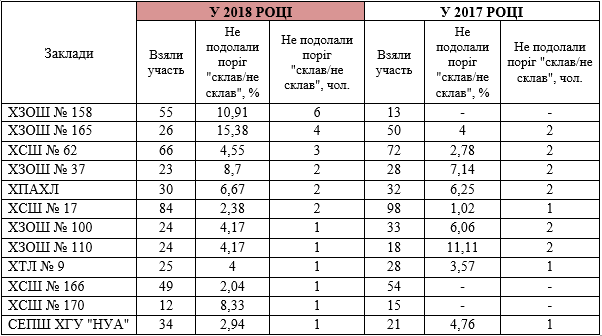 Заклади У 2018 РОЦІ У 2017 РОЦІ
Взяли участь Не подолали поріг "склав/не склав", % Не подолали поріг "склав/не склав", чол. Взяли участь Не подолали поріг "склав/не склав", % Не подолали поріг "склав/не склав", чол.
ХЗОШ № 158 55 10,91 6 13 - -
ХЗОШ № 165 26 15,38 4 50 4 2
ХСШ № 62 66 4,55 3 72 2,78 2
ХЗОШ № 37 23 8,7 2 28 7,14 2
ХПАХЛ 30 6,67 2 32 6,25 2
ХСШ № 17 84 2,38 2 98 1,02 1
ХЗОШ № 100 24 4,17 1 33 6,06 2
ХЗОШ № 110 24 4,17 1 18 11,11 2
ХТЛ № 9 25 4 1 28 3,57 1
ХСШ № 166 49 2,04 1 54 - -
ХСШ № 170 12 8,33 1 15 - -
СЕПШ ХГУ "НУА" 34 2,94 1 21 4,76 1